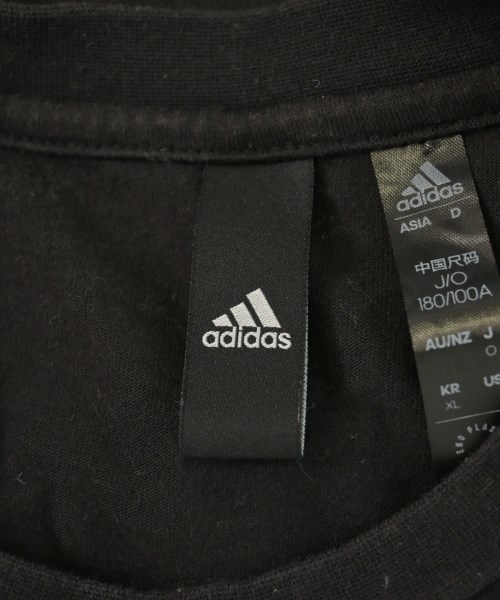 adidas
adidas
ASIA D
中国尺码
J/O
180/100A
AU/NZ J
O
KR US
XL